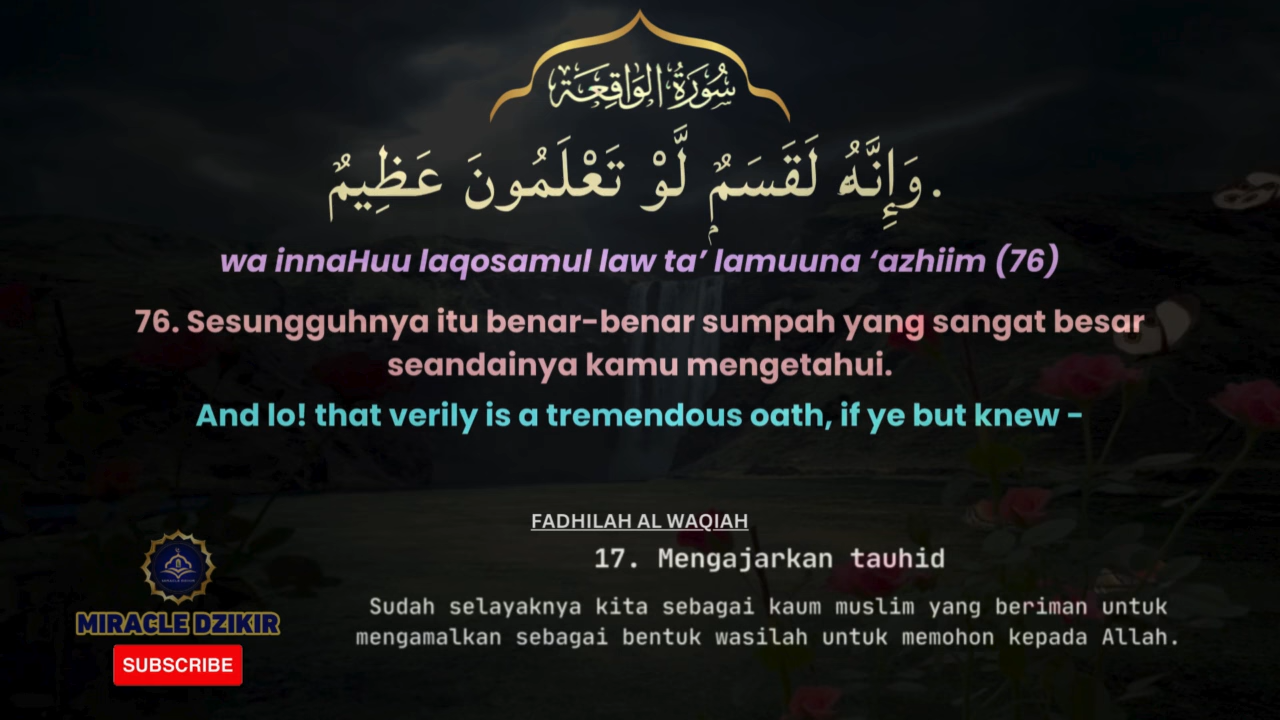 سُورَةُ الوَاقِعَة
وَإِنَّهُ لَقَسَمٌ لَّوْ تَعْلَمُونَ عَظِيمٌ.
wa innaHuu laqosamul law ta’ lamuuna ‘azhiim (76)
76. Sesungguhnya itu benar-benar sumpah yang sangat besar
seandainya kamu mengetahui.
And lo! that verily is a tremendous oath, if ye but knew -
FADHILAH AL WAQIAH
17. Mengajarkan tauhid
Sudah selayaknya kita sebagai kaum muslim yang beriman untuk
mengamalkan sebagai bentuk wasilah untuk memohon kepada Allah.
MIRACLE DZIKIR
SUBSCRIBE